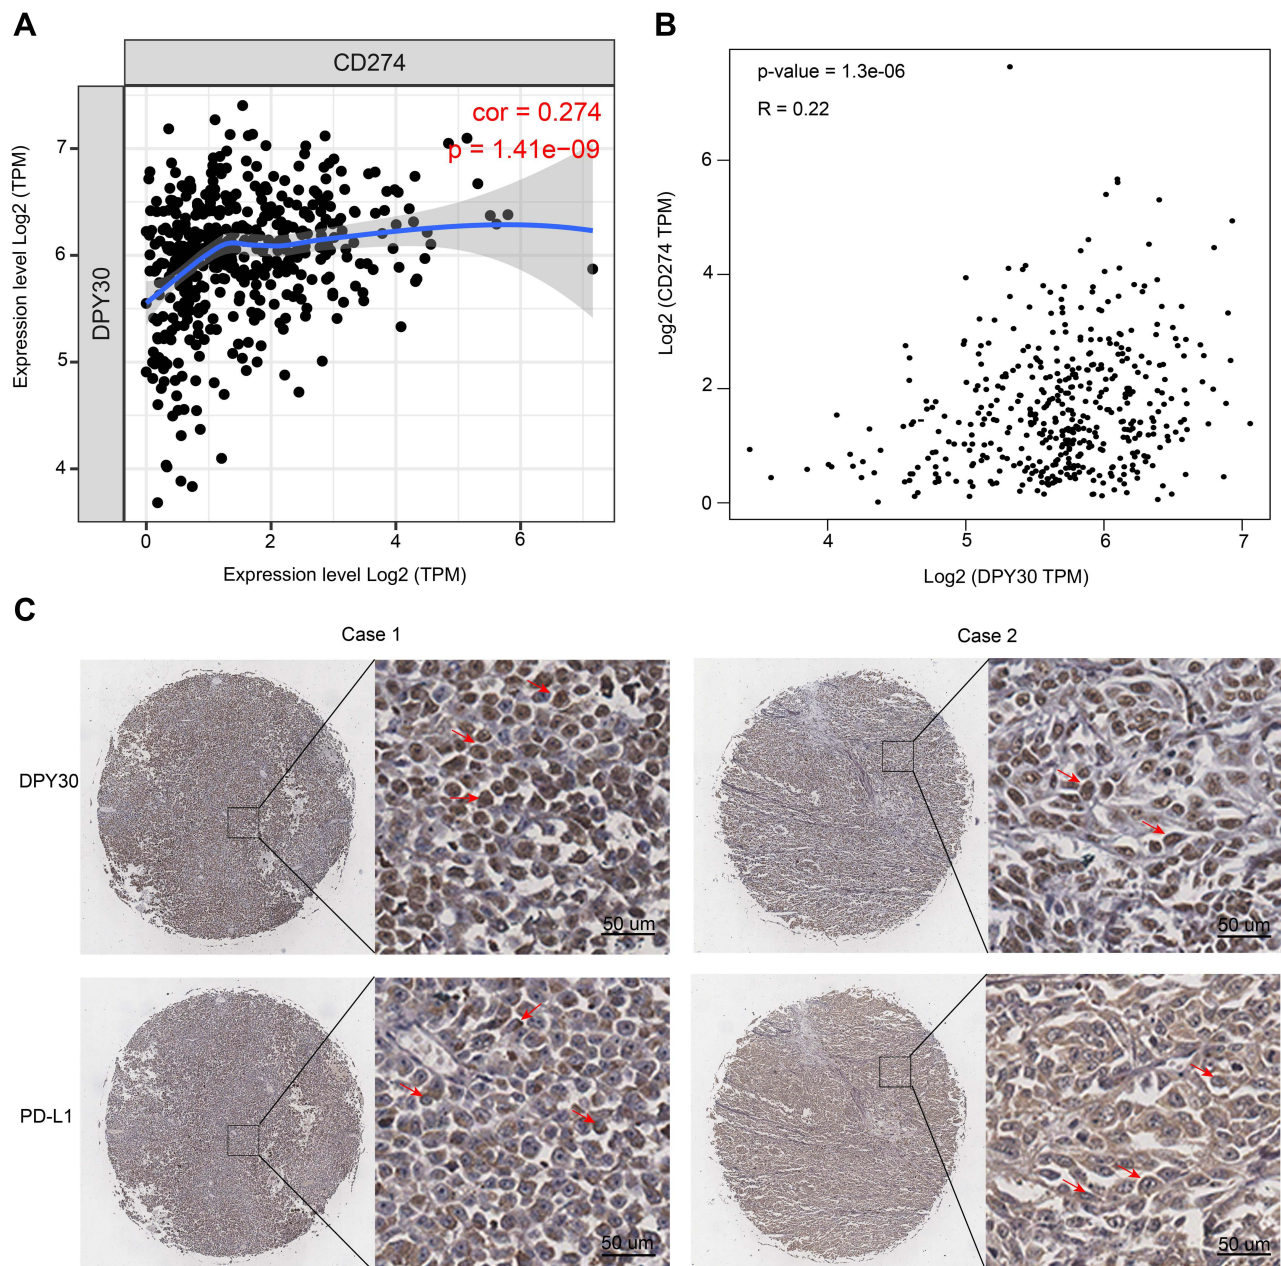 A
CD274
cor = 0.274
p = 1.41e−09
DPY30
Expression level Log2 (TPM)
7
6
5
4
0 2 4 6
Expression level Log2 (TPM)
B
p-value = 1.3e-06
R = 0.22
Log2 (CD274 TPM)
6
4
2
0
4 5 6 7
Log2 (DPY30 TPM)
C
Case 1
Case 2
DPY30
50 um
50 um
PD-L1
50 um
50 um